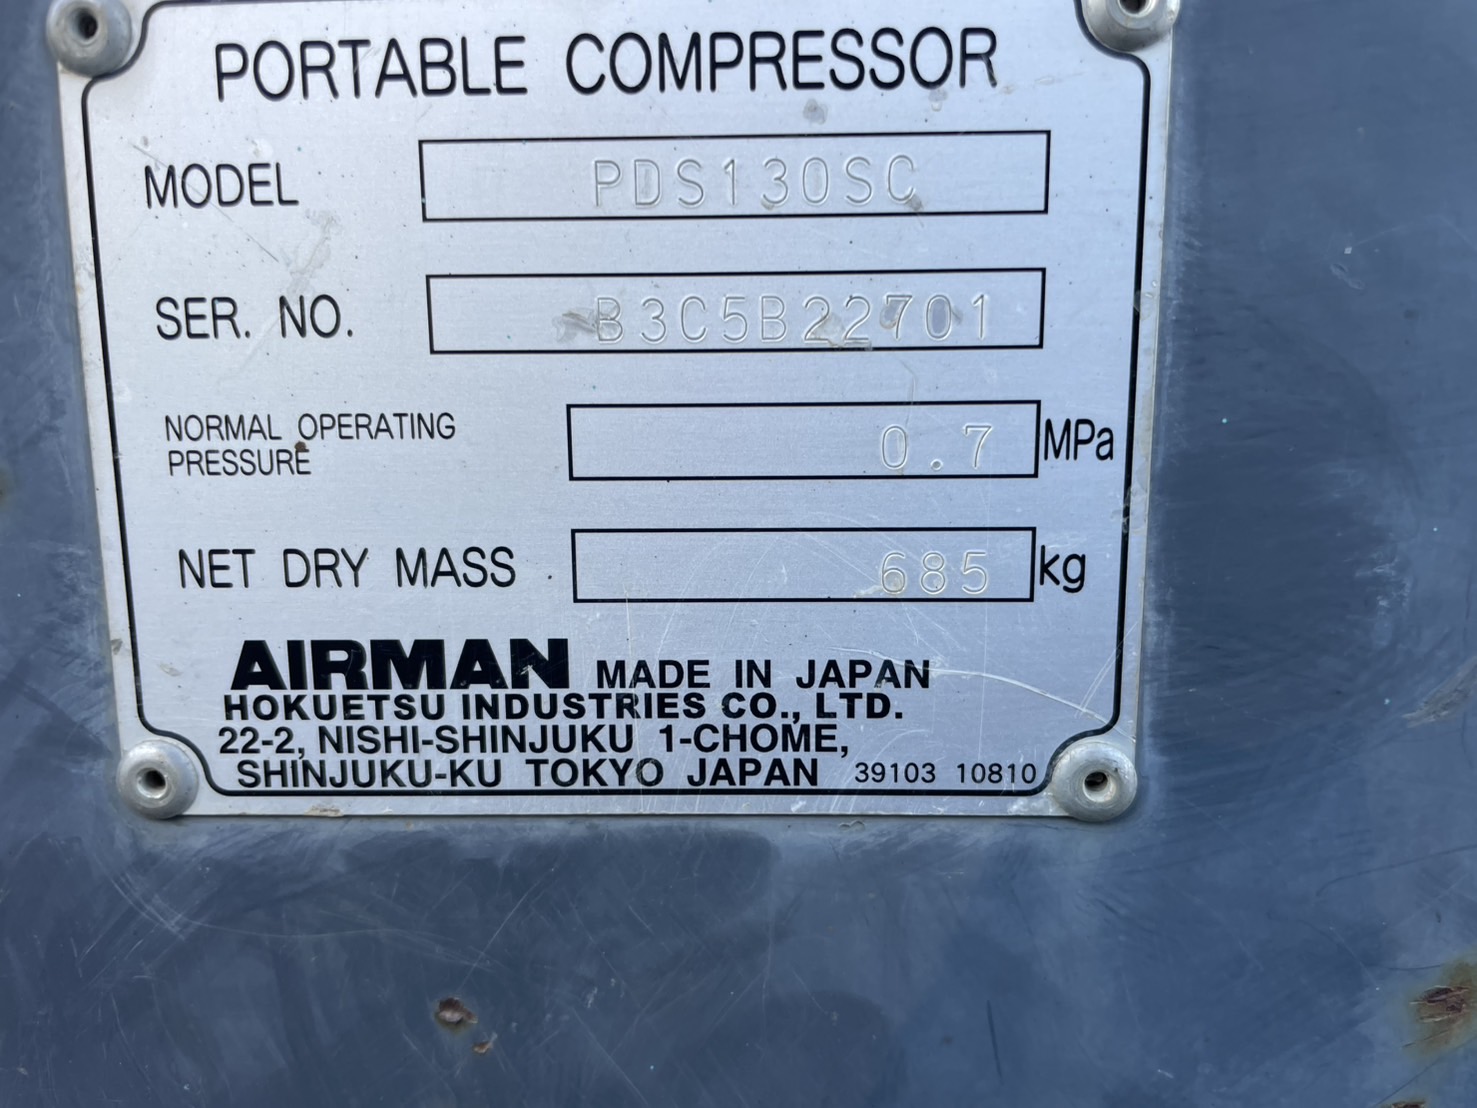 PORTABLE COMPRESSOR
MODEL PDS130SC
SER. NO. B3C5B22701
NORMAL OPERATING
PRESSURE 0.7 MPa
NET DRY MASS 685 kg
AIRMAN MADE IN JAPAN
HOKUETSU INDUSTRIES CO., LTD.
22-2, NISHI-SHINJUKU 1-CHOME,
SHINJUKU-KU TOKYO JAPAN 39103 10810